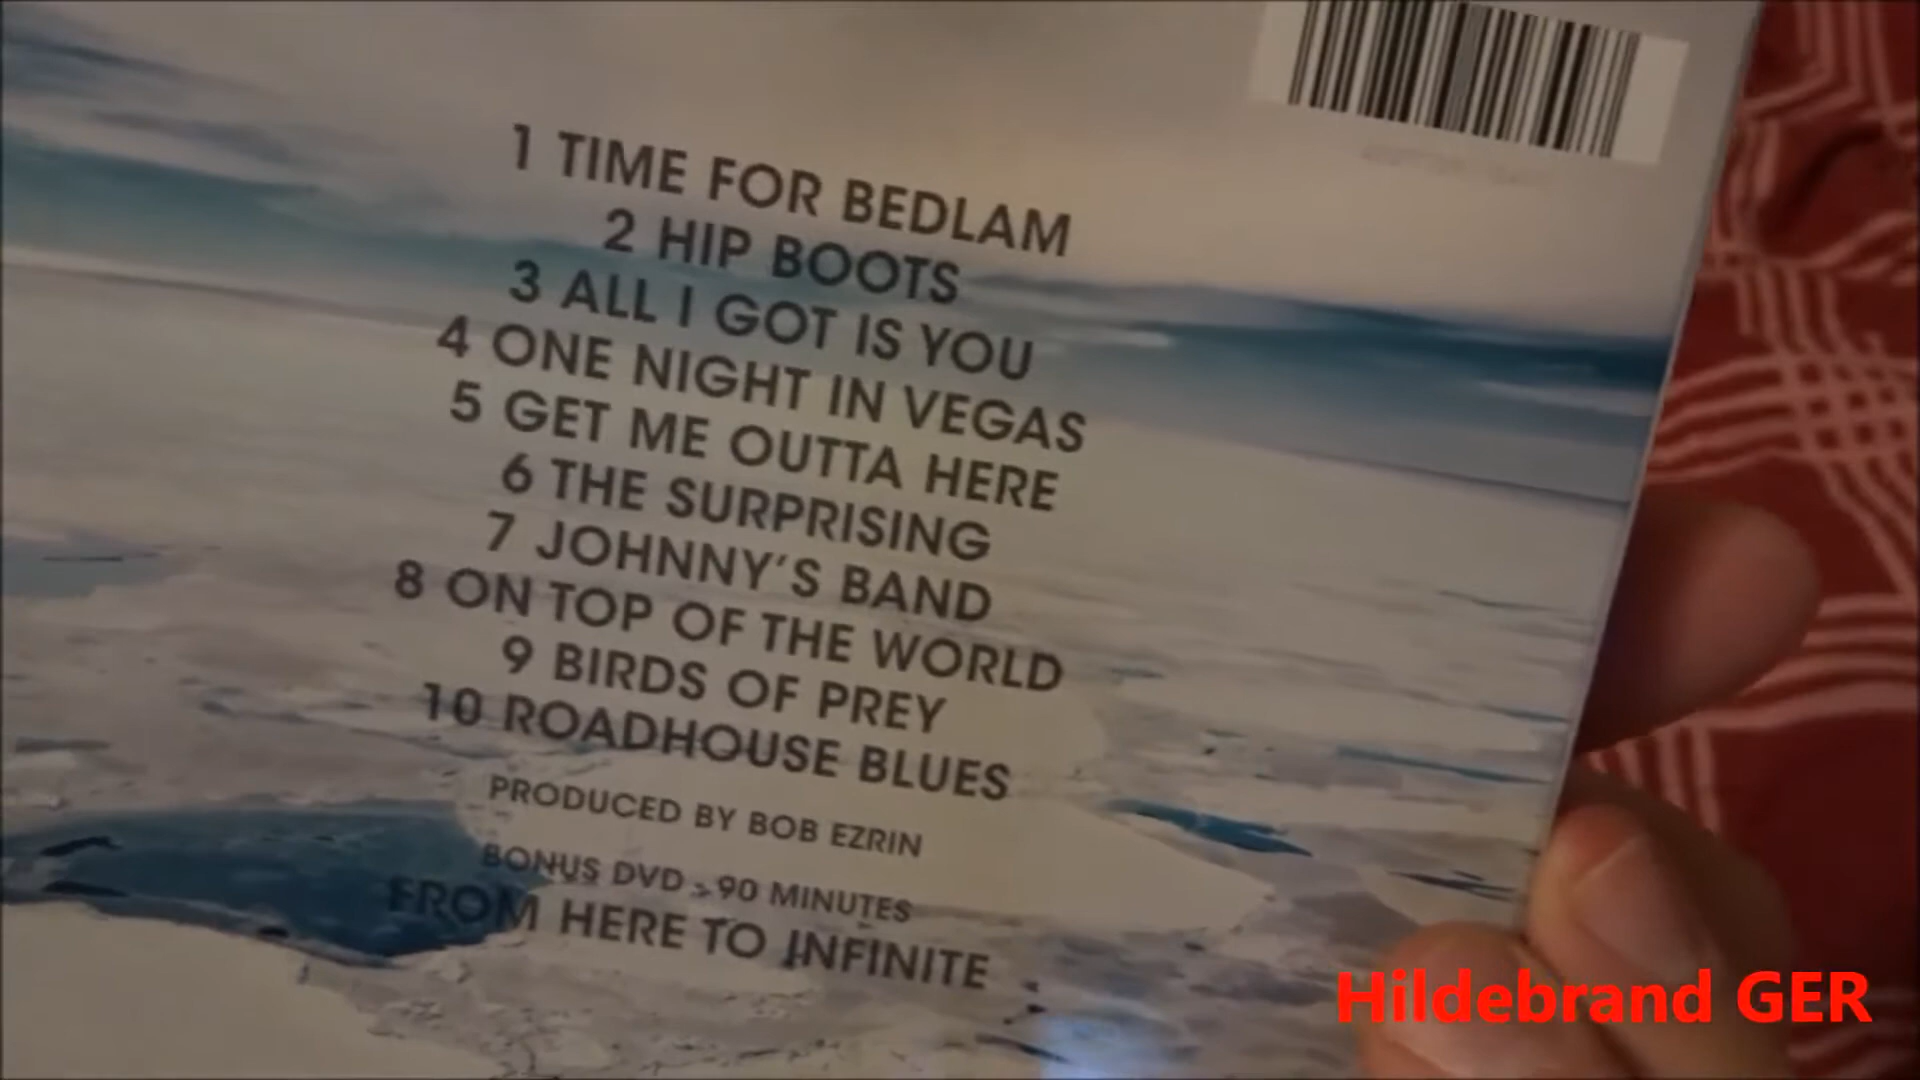 1 TIME FOR BEDLAM
2 HIP BOOTS
3 ALL I GOT IS YOU
4 ONE NIGHT IN VEGAS
5 GET ME OUTTA HERE
6 THE SURPRISING
7 JOHNNY'S BAND
8 ON TOP OF THE WORLD
9 BIRDS OF PREY
10 ROADHOUSE BLUES
PRODUCED BY BOB EZRIN
BONUS DVD > 90 MINUTES
FROM HERE TO INFINITE
Hildebrand GER